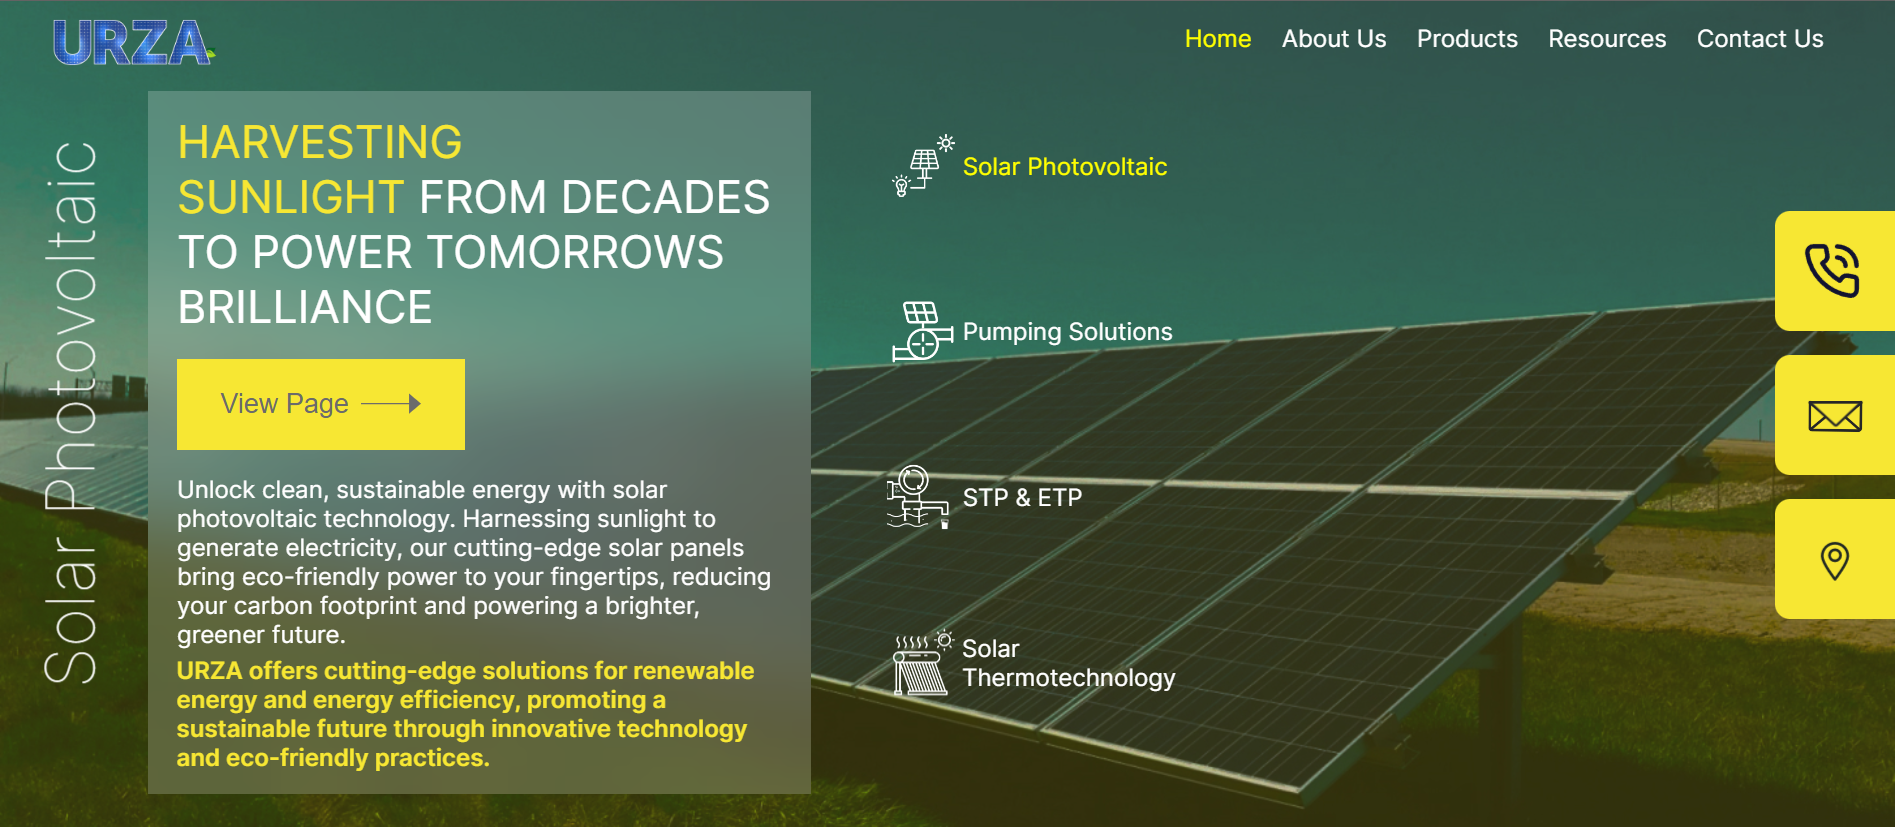 URZA
Home
About Us
Products
Resources
Contact Us
Solar Photovoltaic
HARVESTING
SUNLIGHT FROM DECADES
TO POWER TOMORROWS
BRILLIANCE
View Page
Unlock clean, sustainable energy with solar
photovoltaic technology. Harnessing sunlight to
generate electricity, our cutting-edge solar panels
bring eco-friendly power to your fingertips, reducing
your carbon footprint and powering a brighter,
greener future.
URZA offers cutting-edge solutions for renewable
energy and energy efficiency, promoting a
sustainable future through innovative technology
and eco-friendly practices.
Solar Photovoltaic
Pumping Solutions
STP & ETP
Solar
Thermotechnology